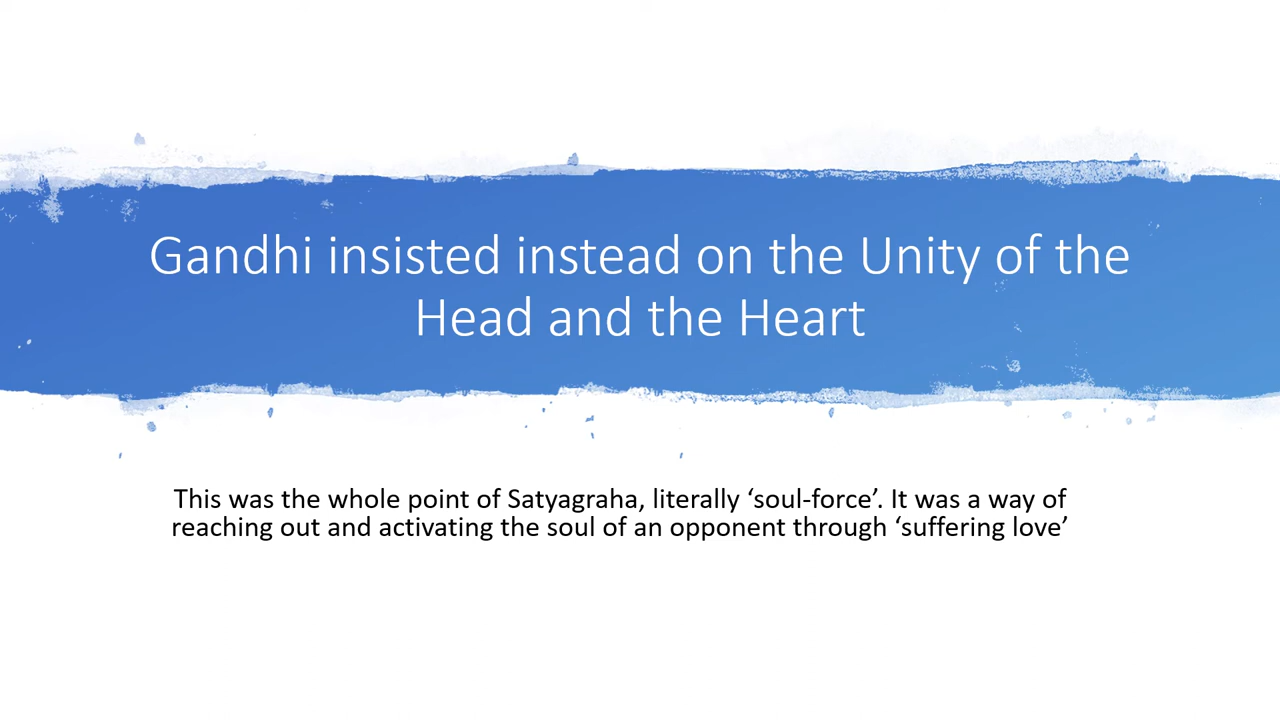 Gandhi insisted instead on the Unity of the
Head and the Heart
This was the whole point of Satyagraha, literally ‘soul-force’. It was a way of
reaching out and activating the soul of an opponent through ‘suffering love’